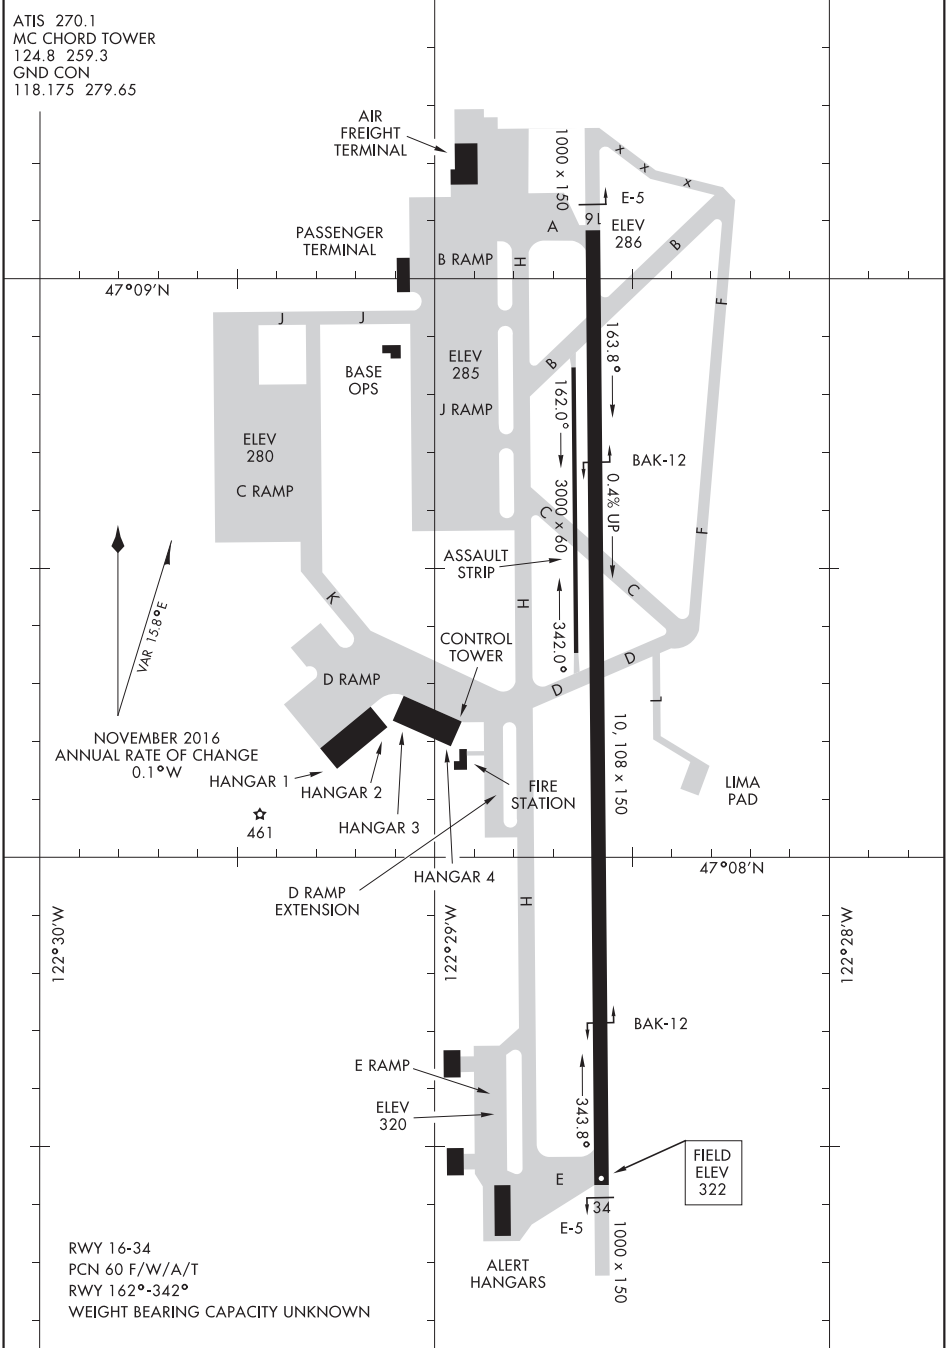 ATIS 270.1
MC CHORD TOWER
124.8 259.3
GND CON
118.175 279.65
AIR
FREIGHT
TERMINAL
1000 x 150
x
x
x
E-5
16
ELEV
286
A
B
PASSENGER
TERMINAL
B RAMP
H
47°09'N
F
J
J
163.8°
BASE
OPS
ELEV
285
B
J RAMP
162.0°
ELEV
280
C RAMP
BAK-12
0.4% UP
3000 x 60
C
F
ASSAULT
STRIP
VAR 15.8°E
K
H
C
342.0°
CONTROL
TOWER
D RAMP
D
D
L
10, 108 x 150
NOVEMBER 2016
ANNUAL RATE OF CHANGE
0.1°W
HANGAR 1
HANGAR 2
HANGAR 3
FIRE
STATION
LIMA
PAD
461
HANGAR 4
47°08'N
D RAMP
EXTENSION
H
122°30'W
122°29'W
122°28'W
BAK-12
E RAMP
ELEV
320
343.8°
FIELD
ELEV
322
E
34
E-5
1000 x 150
ALERT
HANGARS
RWY 16-34
PCN 60 F/W/A/T
RWY 162°-342°
WEIGHT BEARING CAPACITY UNKNOWN